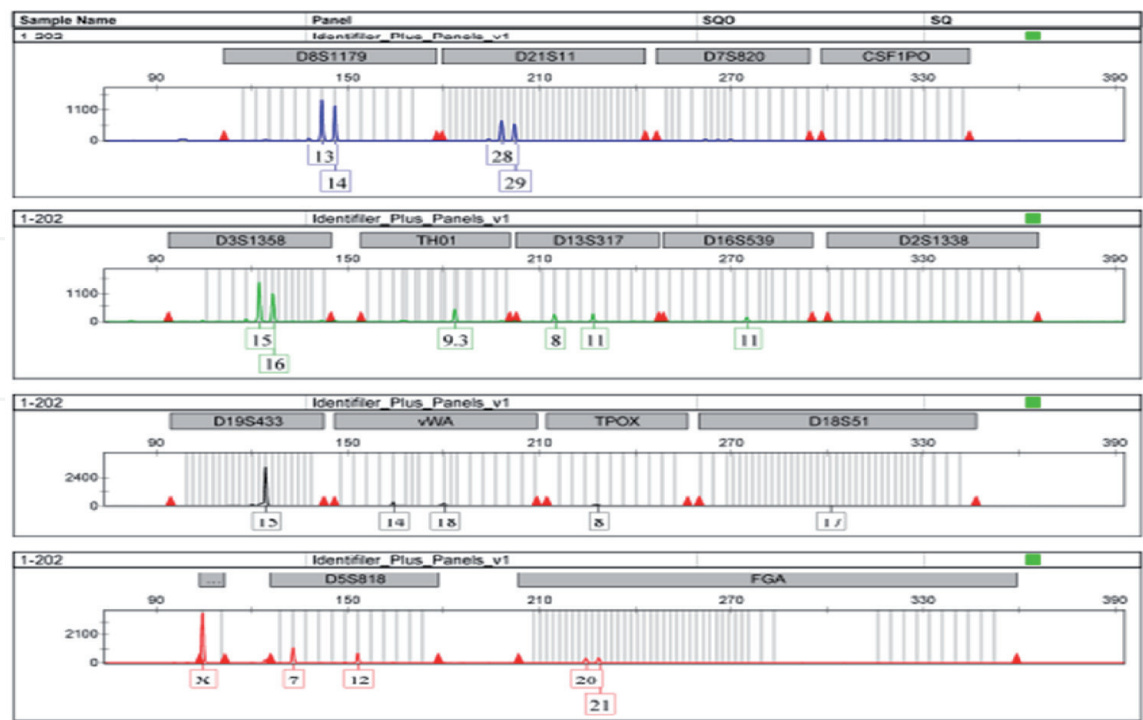 Sample Name Panel SQO SQ
1-202 Identifiler_Plus_Panels_v1
D8S1179 D21S11 D7S820 CSF1PO
90 150 210 270 330 390
1100
0
13 28
14 29
1-202 Identifiler_Plus_Panels_v1
D3S1358 TH01 D13S317 D16S539 D2S1338
90 150 210 270 330 390
1100
0
15 9.3 8 11 11
16
1-202 Identifiler_Plus_Panels_v1
D19S433 vWA TPOX D18S51
90 150 210 270 330 390
2400
0
15 14 18 8 17
1-202 Identifiler_Plus_Panels_v1
... D5S818 FGA
90 150 210 270 330 390
2100
0
X 7 12 20
21